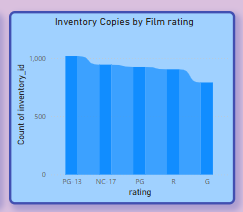 Inventory Copies by Film rating
Count of inventory_id
1,000
500
0
PG-13 NC-17 PG R G
rating